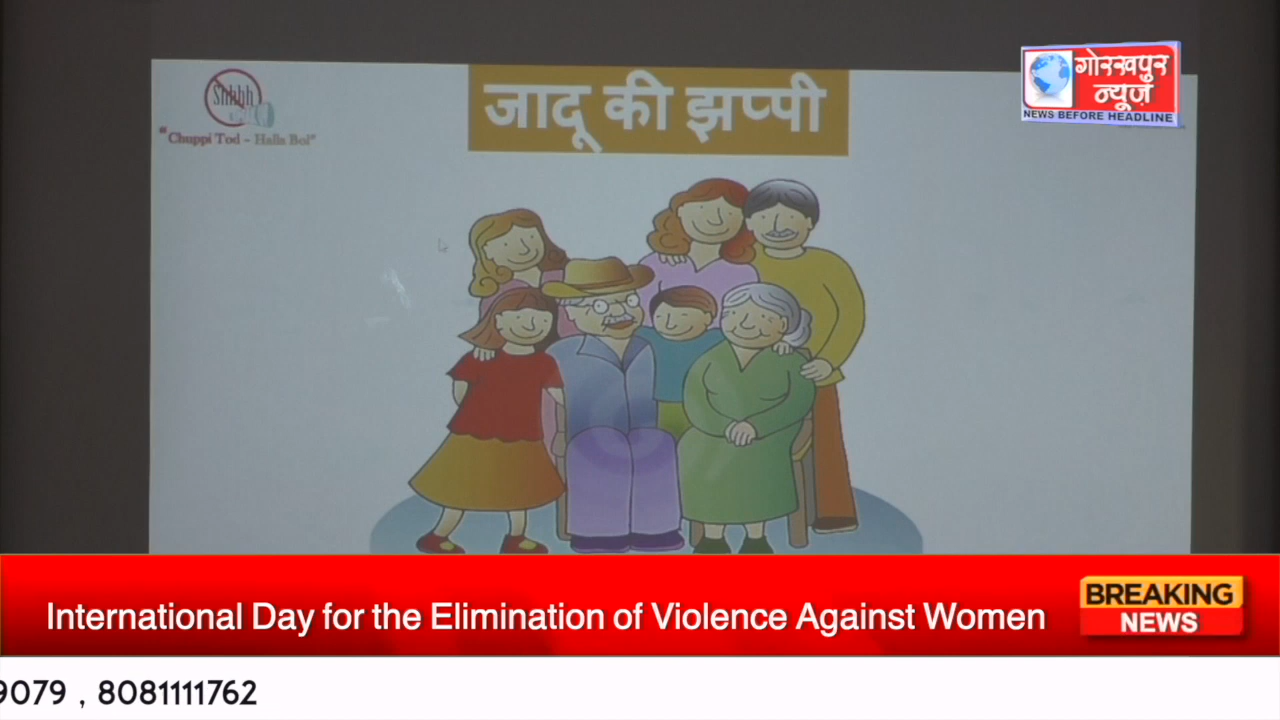 Shhhh
"Chuppi Tod - Halla Bol"
जादू की झप्पी
गोरखपुर
न्यूज़
NEWS BEFORE HEADLINE
International Day for the Elimination of Violence Against Women
BREAKING
NEWS
9079 , 8081111762